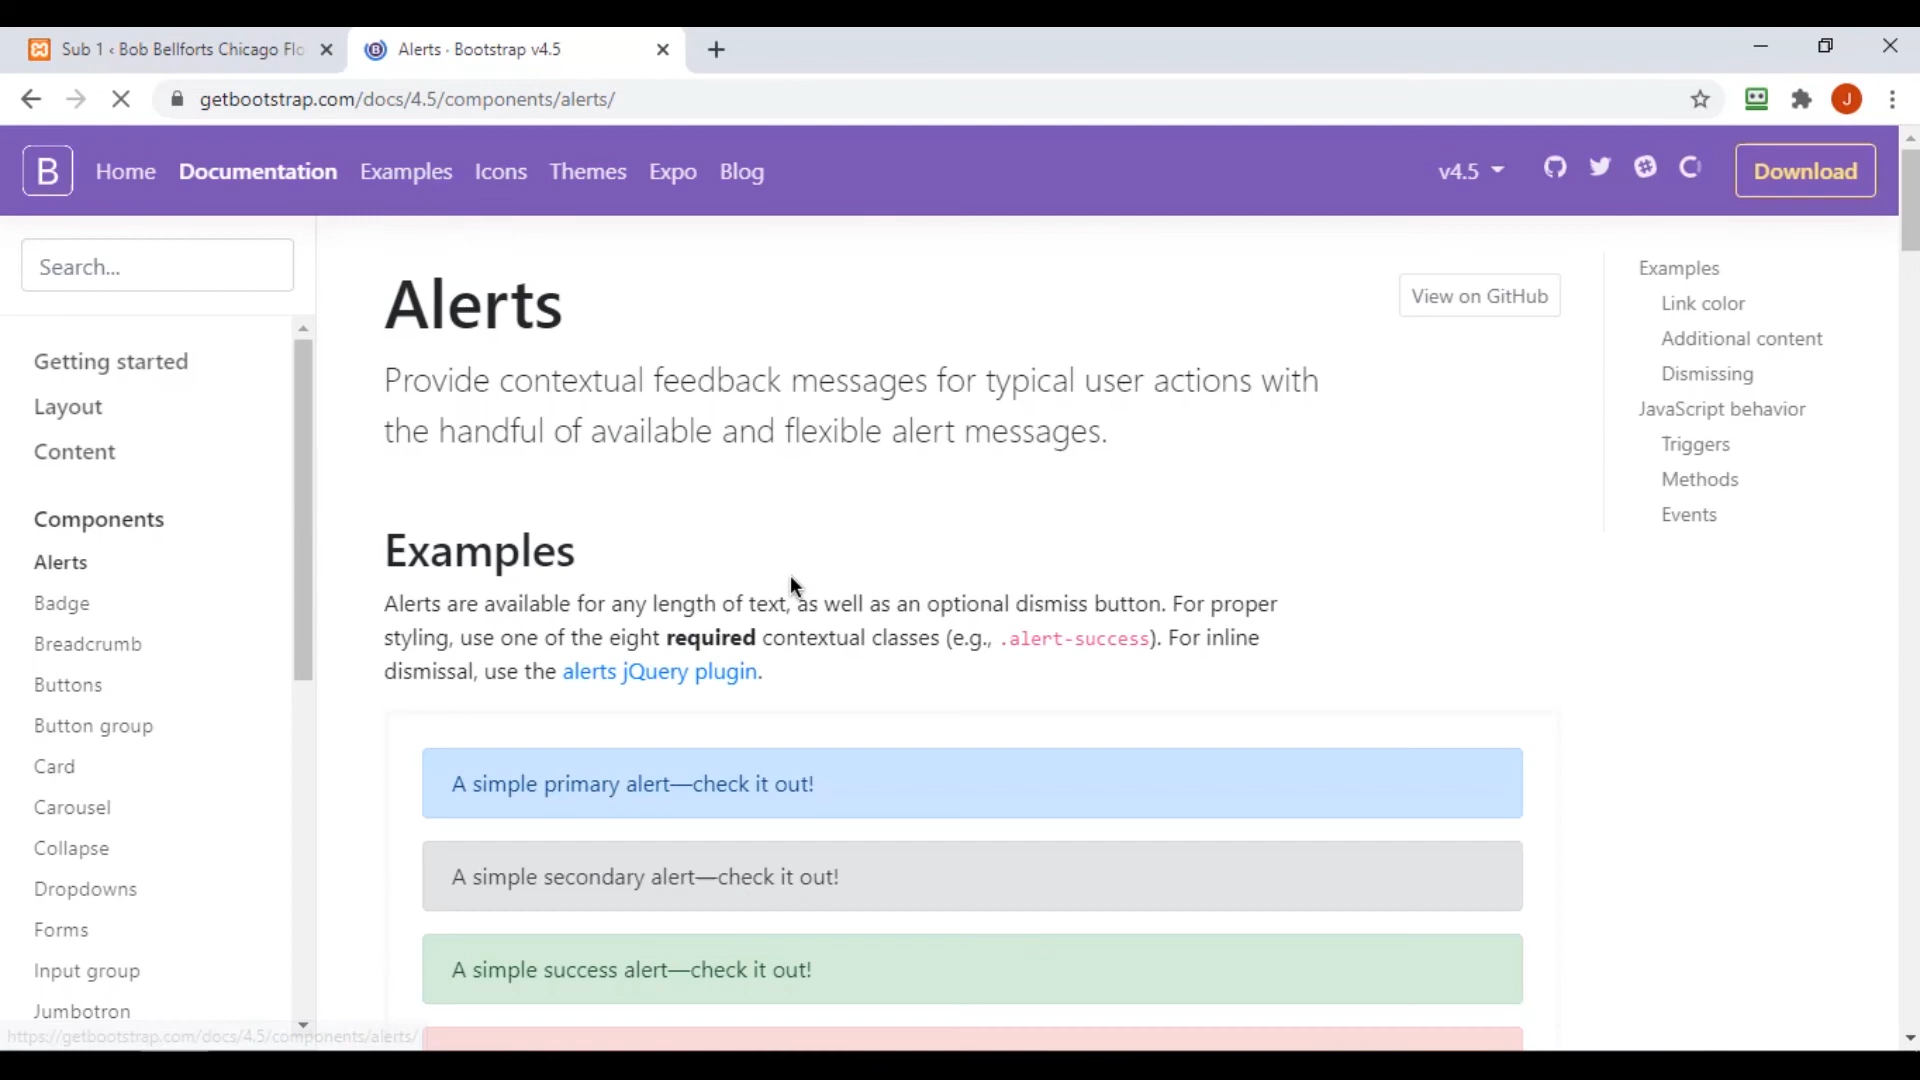 Sub 1 ‹ Bob Bellforts Chicago Flo
Alerts · Bootstrap v4.5
getbootstrap.com/docs/4.5/components/alerts/
J
B
Home
Documentation
Examples
Icons
Themes
Expo
Blog
v4.5
Download
Search...
Getting started
Layout
Content
Components
Alerts
Badge
Breadcrumb
Buttons
Button group
Card
Carousel
Collapse
Dropdowns
Forms
Input group
Jumbotron
Alerts
View on GitHub
Provide contextual feedback messages for typical user actions with
the handful of available and flexible alert messages.
Examples
Alerts are available for any length of text, as well as an optional dismiss button. For proper
styling, use one of the eight required contextual classes (e.g., .alert-success). For inline
dismissal, use the alerts jQuery plugin.
A simple primary alert—check it out!
A simple secondary alert—check it out!
A simple success alert—check it out!
Examples
Link color
Additional content
Dismissing
JavaScript behavior
Triggers
Methods
Events
https://getbootstrap.com/docs/4.5/components/alerts/